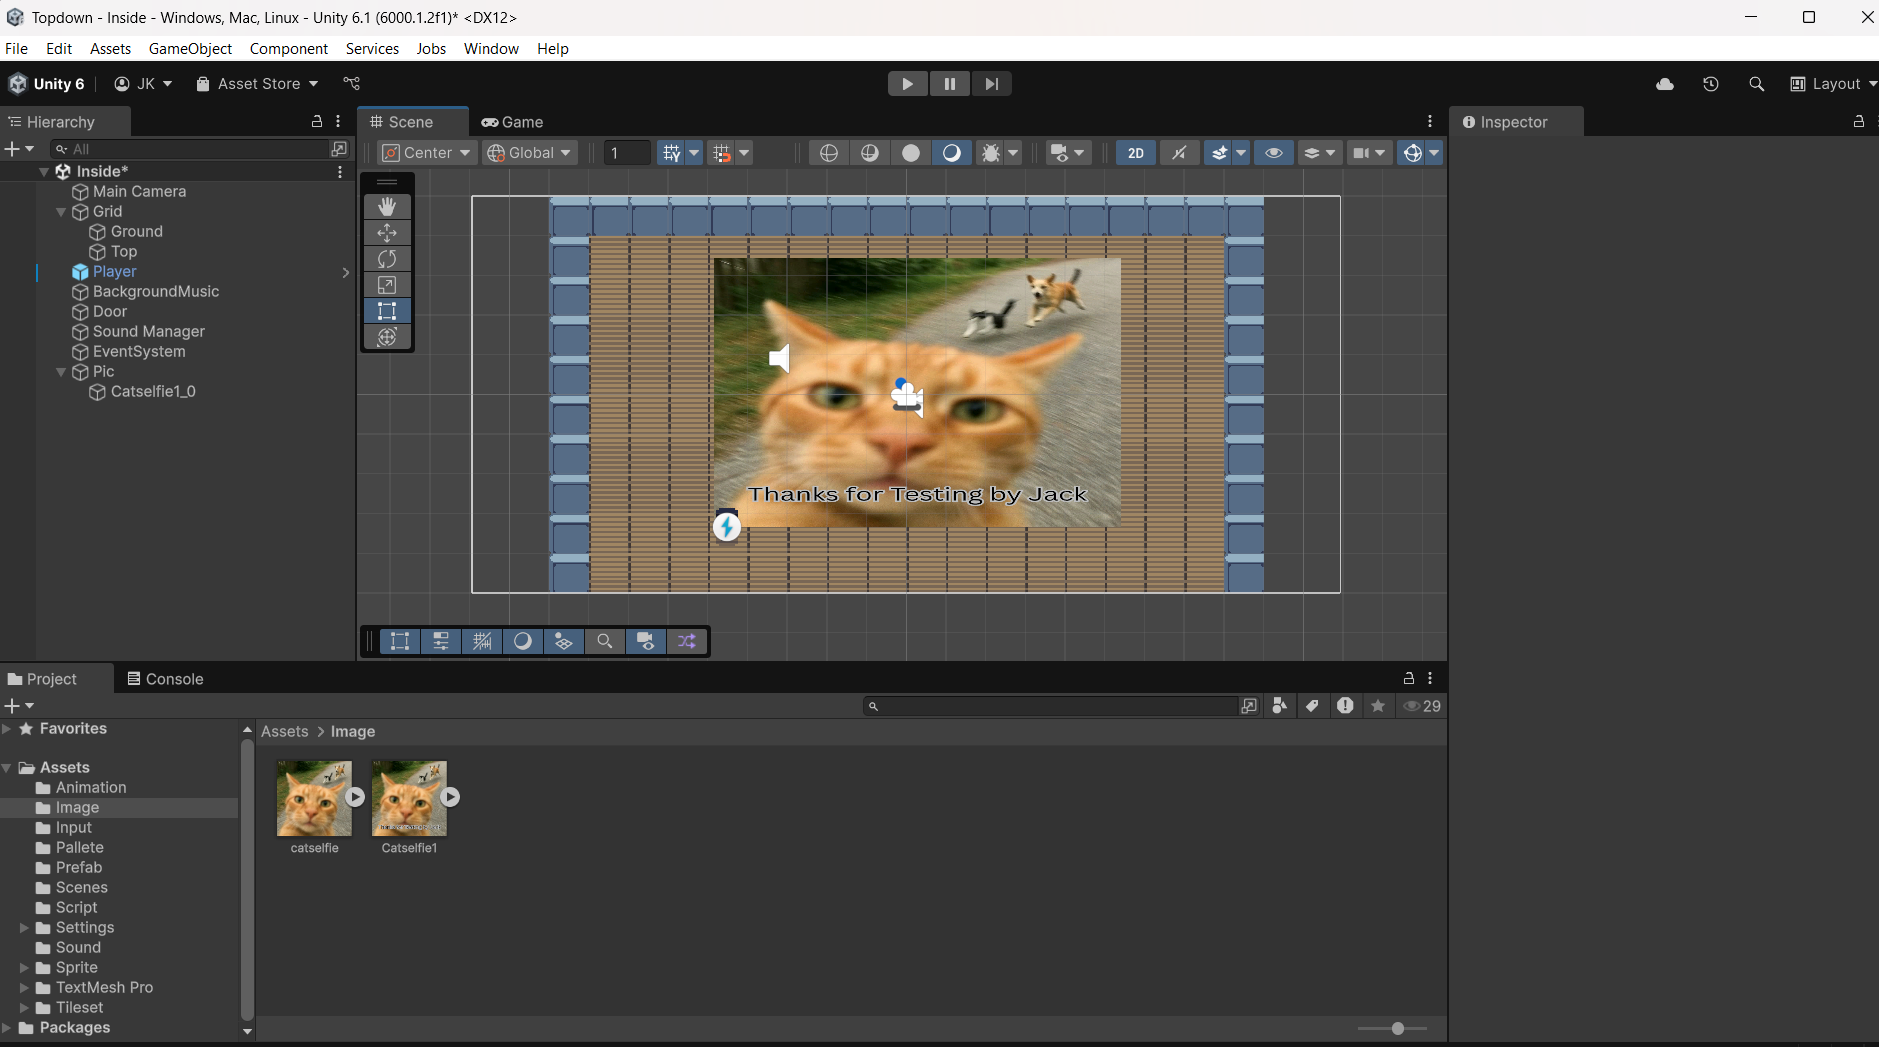 Topdown - Inside - Windows, Mac, Linux - Unity 6.1 (6000.1.2f1)* <DX12>
File Edit Assets GameObject Component Services Jobs Window Help
Unity 6 JK Asset Store Layout
Hierarchy
All
Inside*
Main Camera
Grid
Ground
Top
Player
BackgroundMusic
Door
Sound Manager
EventSystem
Pic
Catselfie1_0
Scene Game
Center Global 1 2D
Thanks for Testing by Jack
Inspector
Project Console
29
Favorites
Assets
Animation
Image
Input
Pallete
Prefab
Scenes
Script
Settings
Sound
Sprite
TextMesh Pro
Tileset
Packages
Assets > Image
catselfie Catselfie1